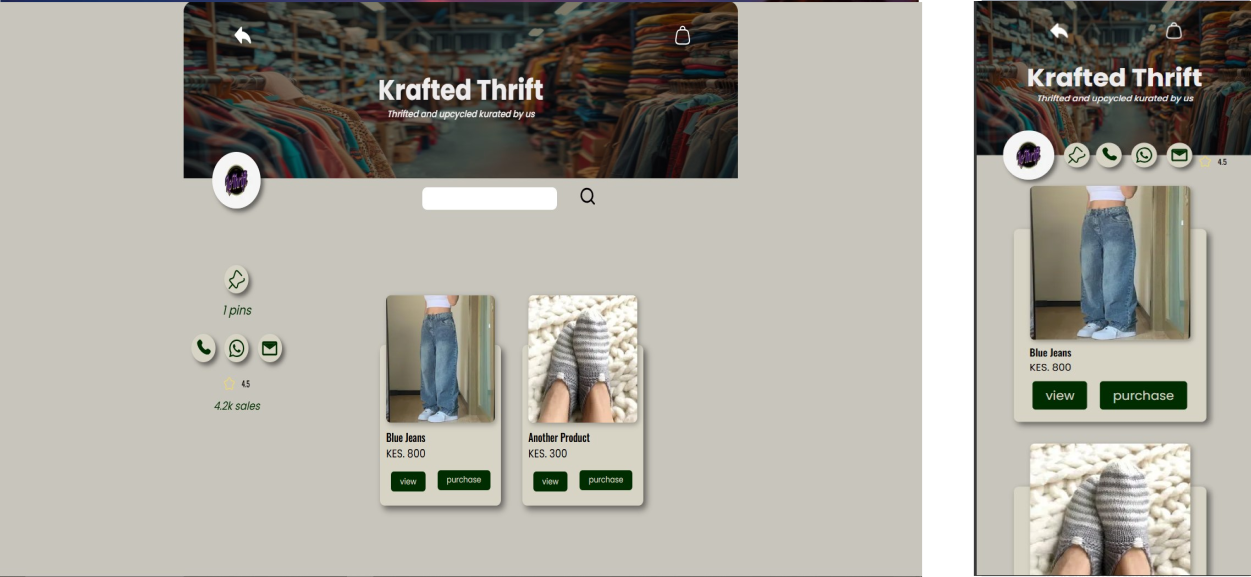 Krafted Thrift
Thrifted and upcycled kurated by us
1 pins
4.5
4.2k sales
Blue Jeans
KES. 800
view
purchase
Another Product
KES. 300
view
purchase
Krafted Thrift
Thrifted and upcycled kurated by us
4.5
Blue Jeans
KES. 800
view
purchase